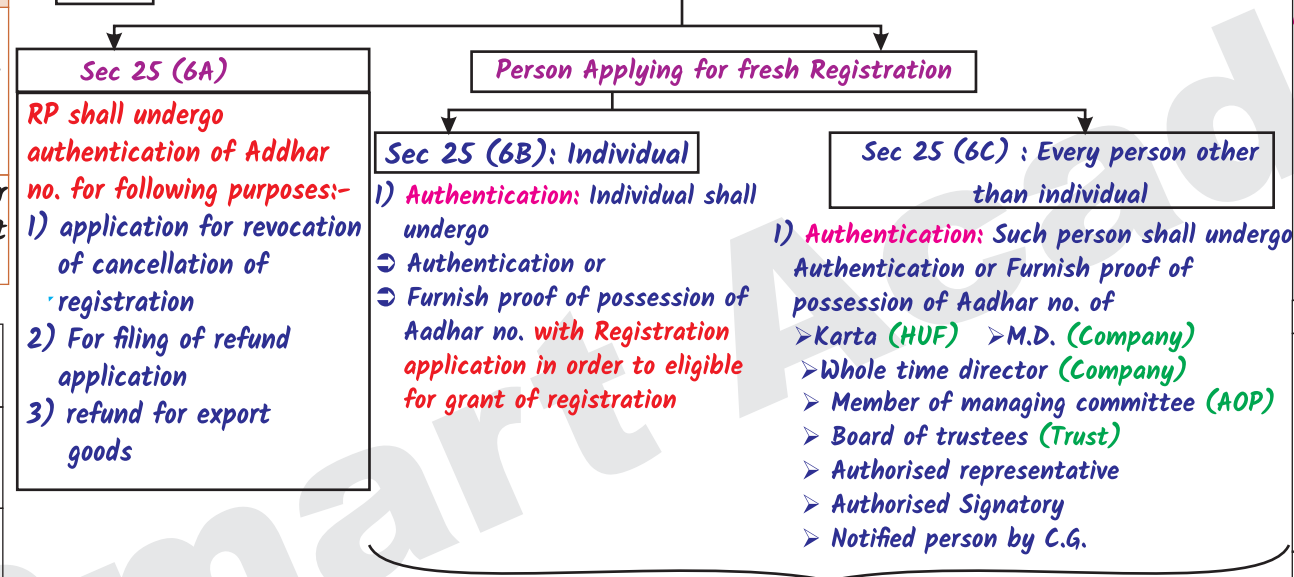 Sec 25 (6A)
RP shall undergo
authentication of Addhar
no. for following purposes:-
1) application for revocation
of cancellation of
registration
2) For filing of refund
application
3) refund for export
goods
Person Applying for fresh Registration
Sec 25 (6B): Individual
1) Authentication: Individual shall
undergo
➲ Authentication or
➲ Furnish proof of possession of
Aadhar no. with Registration
application in order to eligible
for grant of registration
Sec 25 (6C) : Every person other
than individual
1) Authentication: Such person shall undergo
Authentication or Furnish proof of
possession of Aadhar no. of
➢Karta (HUF) ➢M.D. (Company)
➢Whole time director (Company)
➢ Member of managing committee (AOP)
➢ Board of trustees (Trust)
➢ Authorised representative
➢ Authorised Signatory
➢ Notified person by C.G.